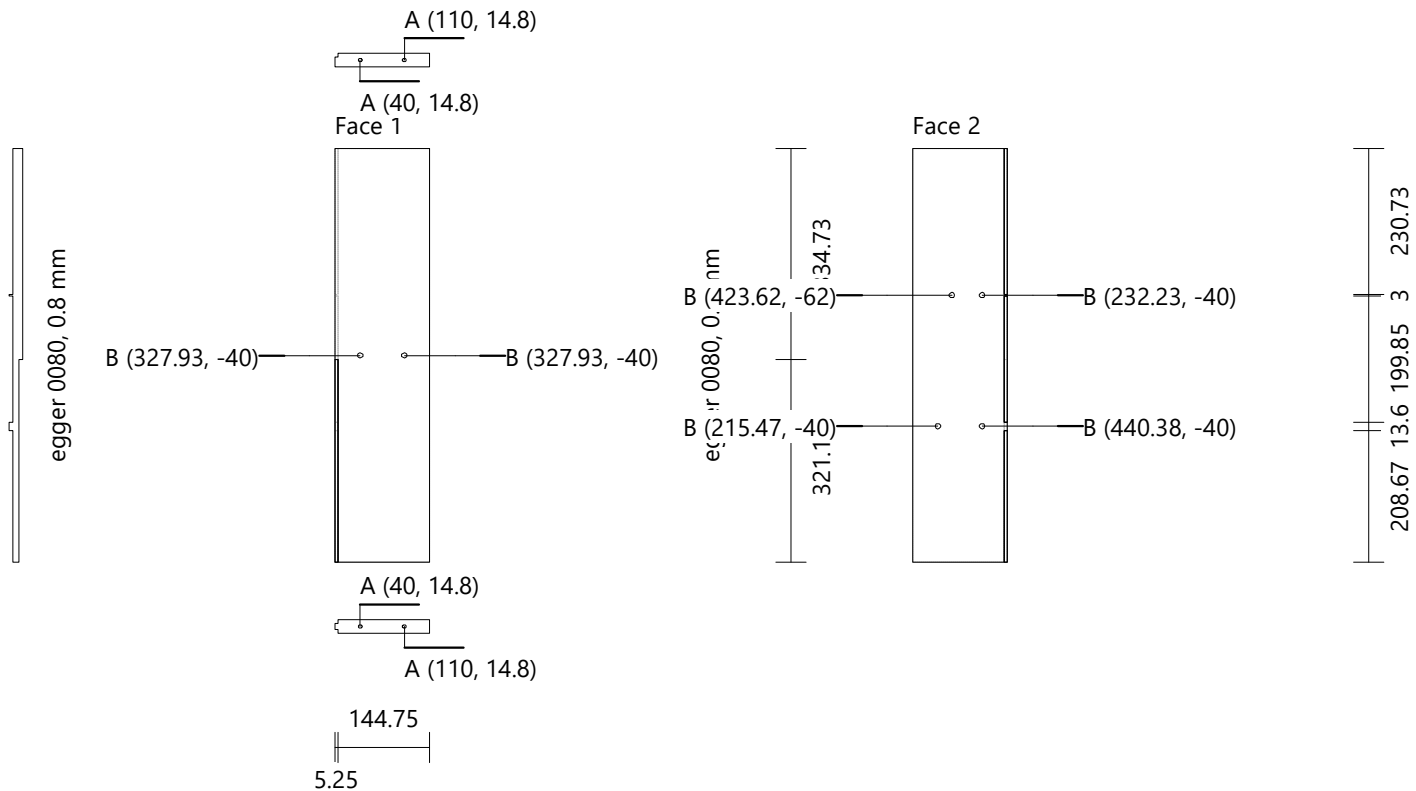 A (110, 14.8)
A (40, 14.8)
Face 1
Face 2
egger 0080, 0.8 mm
B (327.93, -40)
B (327.93, -40)
B (423.62, -62)
B (232.23, -40)
B (215.47, -40)
B (440.38, -40)
230.73
3
199.85
13.6
208.67
A (40, 14.8)
A (110, 14.8)
144.75
5.25